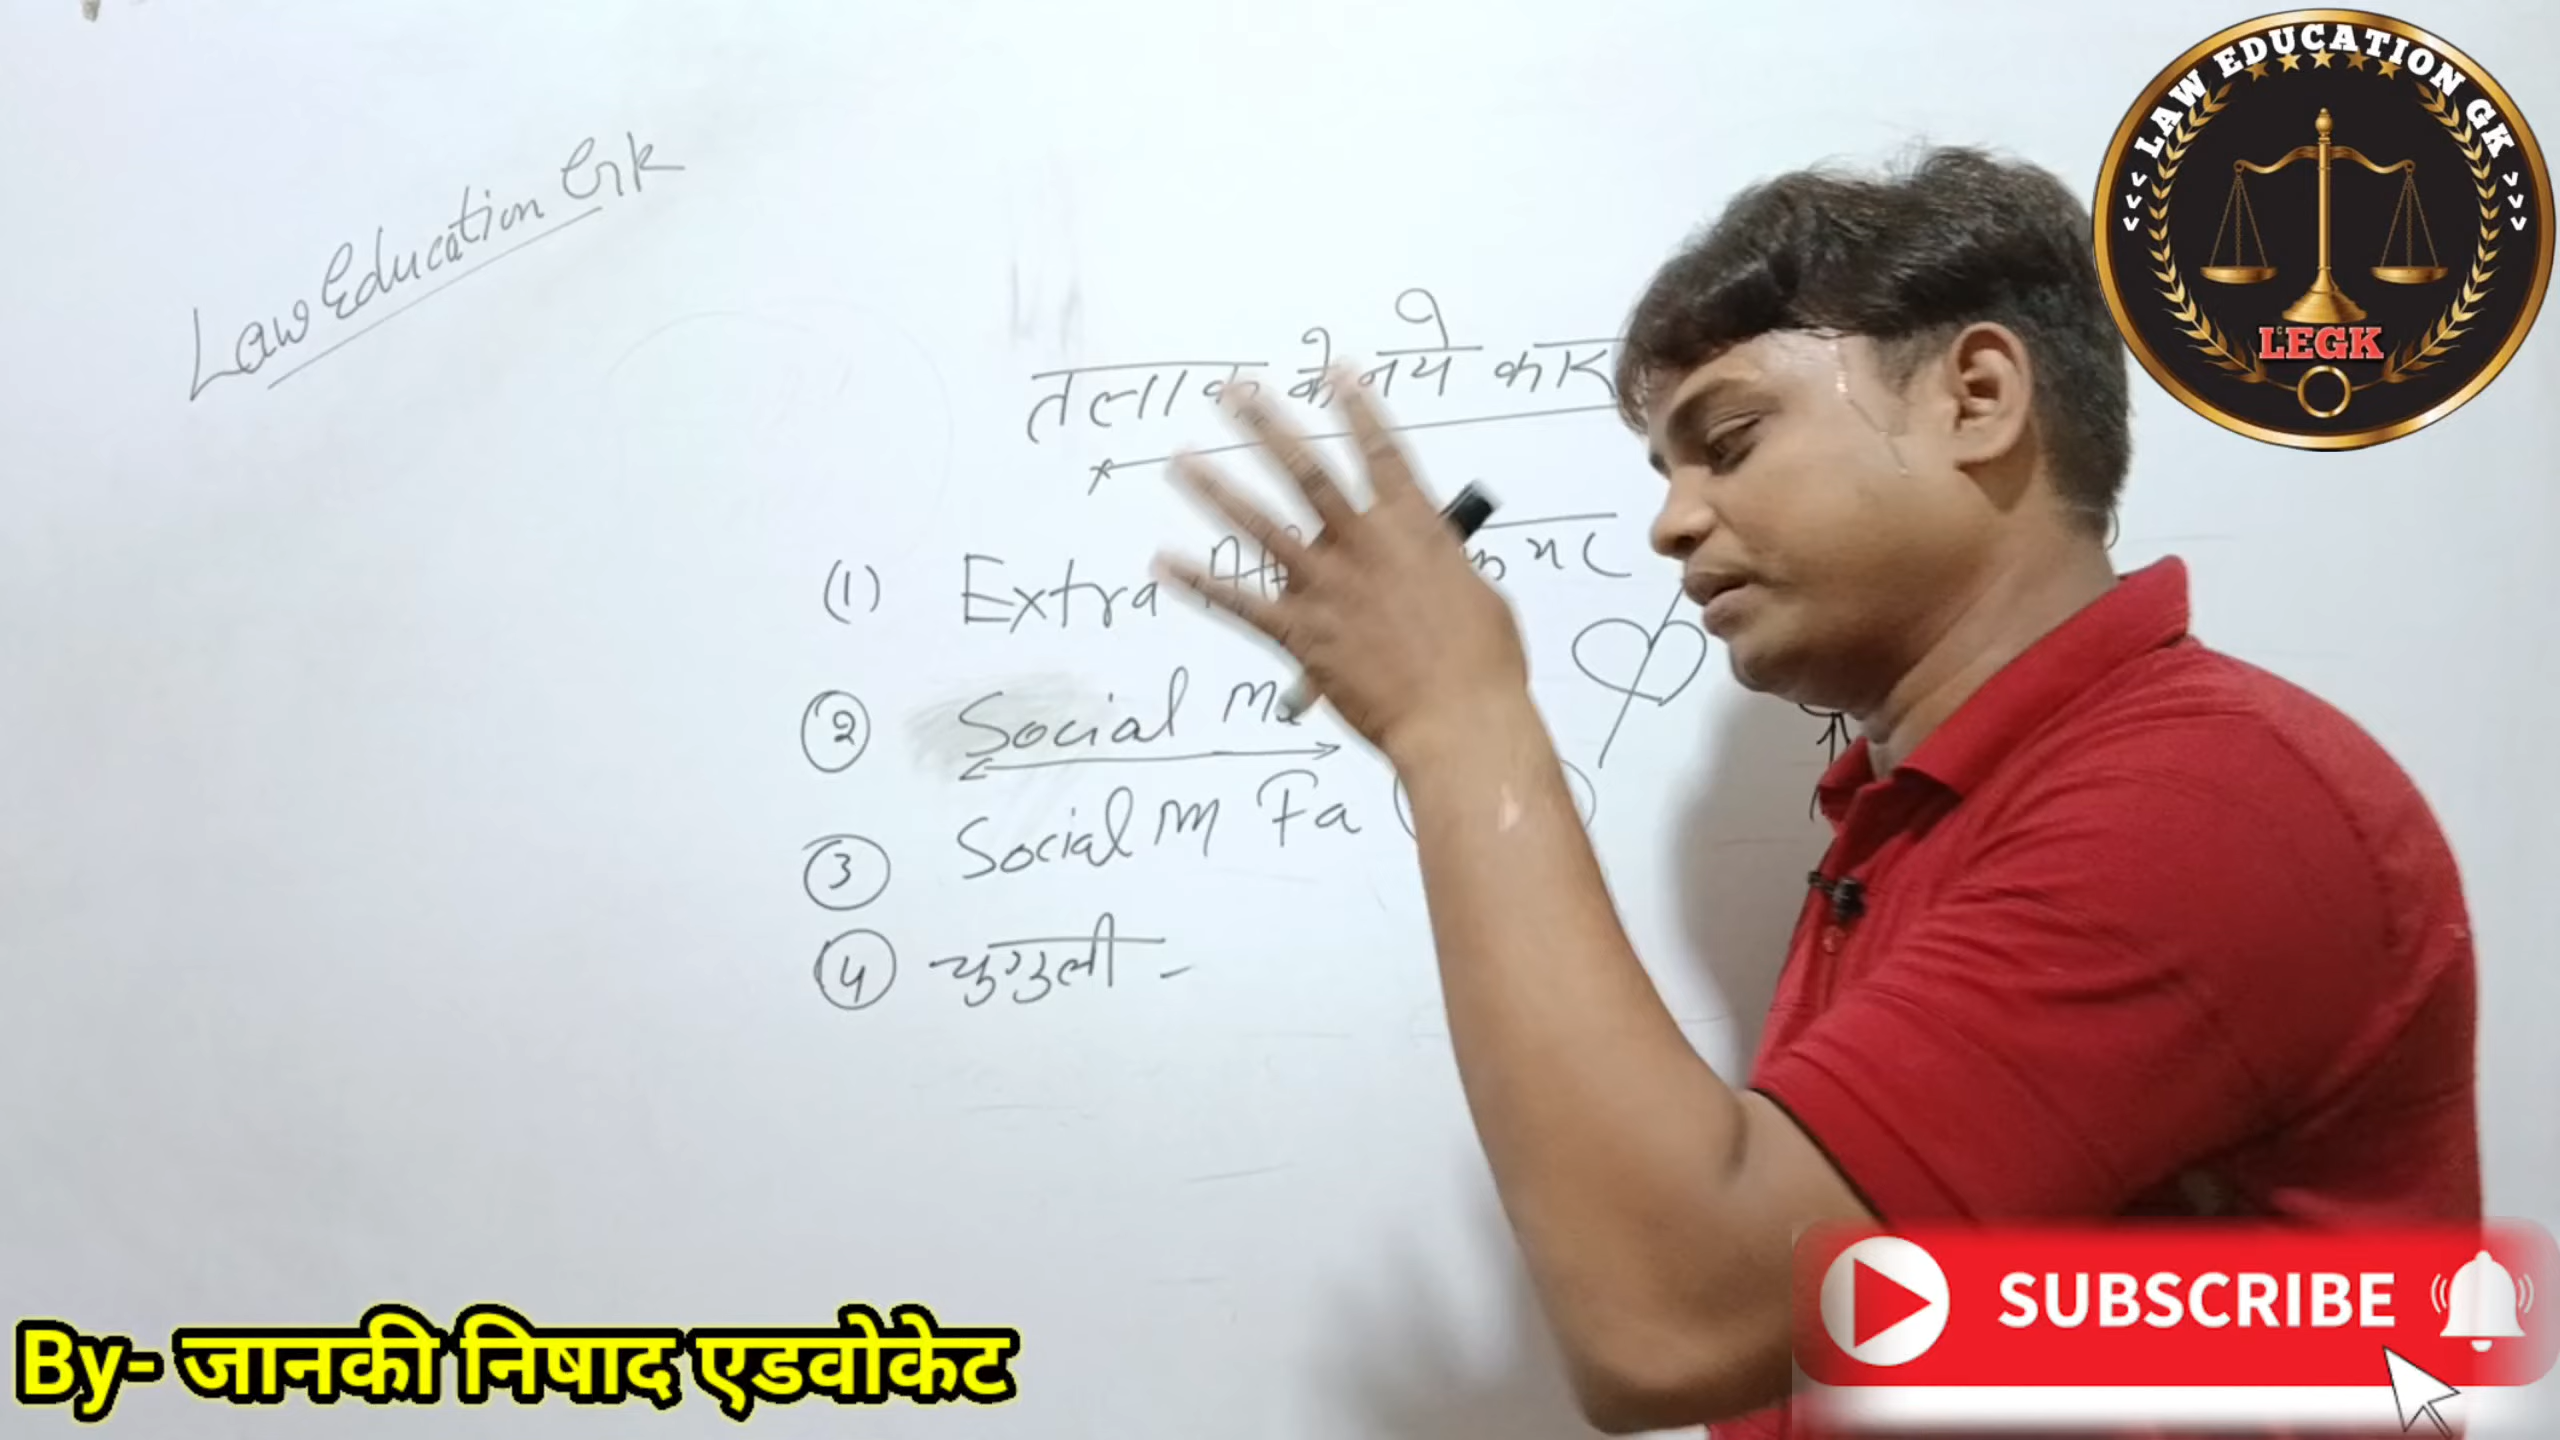 Law Education Gk
LAW EDUCATION GK
LEGK
तलाक के नये
(1) Extra
2 Social
3 Social M Fa
4 चुगुली -
SUBSCRIBE
By- जानकी निषाद एडवोकेट